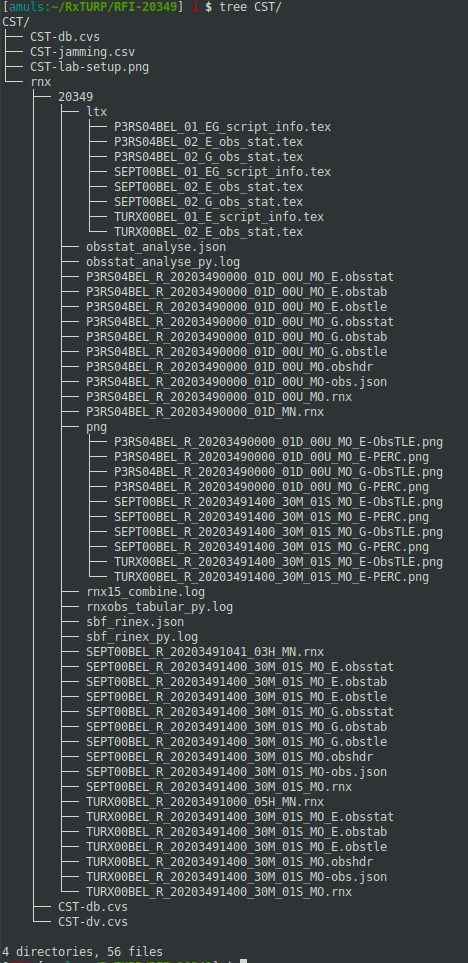 [amuls:~/RxTURP/RFI-20349] 1 $ tree CST/
CST/
├── CST-db.cvs
├── CST-jamming.csv
├── CST-lab-setup.png
└── rnx
    ├── 20349
    │   ├── ltx
    │   │   ├── P3RS04BEL_01_EG_script_info.tex
    │   │   ├── P3RS04BEL_02_E_obs_stat.tex
    │   │   ├── P3RS04BEL_02_G_obs_stat.tex
    │   │   ├── SEPT00BEL_01_EG_script_info.tex
    │   │   ├── SEPT00BEL_02_E_obs_stat.tex
    │   │   ├── SEPT00BEL_02_G_obs_stat.tex
    │   │   ├── TURX00BEL_01_E_script_info.tex
    │   │   └── TURX00BEL_02_E_obs_stat.tex
    │   ├── obsstat_analyse.json
    │   ├── obsstat_analyse_py.log
    │   ├── P3RS04BEL_R_20203490000_01D_00U_MO_E.obsstat
    │   ├── P3RS04BEL_R_20203490000_01D_00U_MO_E.obstab
    │   ├── P3RS04BEL_R_20203490000_01D_00U_MO_E.obstle
    │   ├── P3RS04BEL_R_20203490000_01D_00U_MO_G.obsstat
    │   ├── P3RS04BEL_R_20203490000_01D_00U_MO_G.obstab
    │   ├── P3RS04BEL_R_20203490000_01D_00U_MO_G.obstle
    │   ├── P3RS04BEL_R_20203490000_01D_00U_MO.obshdr
    │   ├── P3RS04BEL_R_20203490000_01D_00U_MO-obs.json
    │   ├── P3RS04BEL_R_20203490000_01D_00U_MO.rnx
    │   ├── P3RS04BEL_R_20203490000_01D_MN.rnx
    │   ├── png
    │   │   ├── P3RS04BEL_R_20203490000_01D_00U_MO_E-ObsTLE.png
    │   │   ├── P3RS04BEL_R_20203490000_01D_00U_MO_E-PERC.png
    │   │   ├── P3RS04BEL_R_20203490000_01D_00U_MO_G-ObsTLE.png
    │   │   ├── P3RS04BEL_R_20203490000_01D_00U_MO_G-PERC.png
    │   │   ├── SEPT00BEL_R_20203491400_30M_01S_MO_E-ObsTLE.png
    │   │   ├── SEPT00BEL_R_20203491400_30M_01S_MO_E-PERC.png
    │   │   ├── SEPT00BEL_R_20203491400_30M_01S_MO_G-ObsTLE.png
    │   │   ├── SEPT00BEL_R_20203491400_30M_01S_MO_G-PERC.png
    │   │   ├── TURX00BEL_R_20203491400_30M_01S_MO_E-ObsTLE.png
    │   │   └── TURX00BEL_R_20203491400_30M_01S_MO_E-PERC.png
    │   ├── rnx15_combine.log
    │   ├── rnxobs_tabular_py.log
    │   ├── sbf_rinex.json
    │   ├── sbf_rinex_py.log
    │   ├── SEPT00BEL_R_20203491041_03H_MN.rnx
    │   ├── SEPT00BEL_R_20203491400_30M_01S_MO_E.obsstat
    │   ├── SEPT00BEL_R_20203491400_30M_01S_MO_E.obstab
    │   ├── SEPT00BEL_R_20203491400_30M_01S_MO_E.obstle
    │   ├── SEPT00BEL_R_20203491400_30M_01S_MO_G.obsstat
    │   ├── SEPT00BEL_R_20203491400_30M_01S_MO_G.obstab
    │   ├── SEPT00BEL_R_20203491400_30M_01S_MO_G.obstle
    │   ├── SEPT00BEL_R_20203491400_30M_01S_MO.obshdr
    │   ├── SEPT00BEL_R_20203491400_30M_01S_MO-obs.json
    │   ├── SEPT00BEL_R_20203491400_30M_01S_MO.rnx
    │   ├── TURX00BEL_R_20203491000_05H_MN.rnx
    │   ├── TURX00BEL_R_20203491400_30M_01S_MO_E.obsstat
    │   ├── TURX00BEL_R_20203491400_30M_01S_MO_E.obstab
    │   ├── TURX00BEL_R_20203491400_30M_01S_MO_E.obstle
    │   ├── TURX00BEL_R_20203491400_30M_01S_MO.obshdr
    │   ├── TURX00BEL_R_20203491400_30M_01S_MO-obs.json
    │   └── TURX00BEL_R_20203491400_30M_01S_MO.rnx
    ├── CST-db.cvs
    └── CST-dv.cvs

4 directories, 56 files